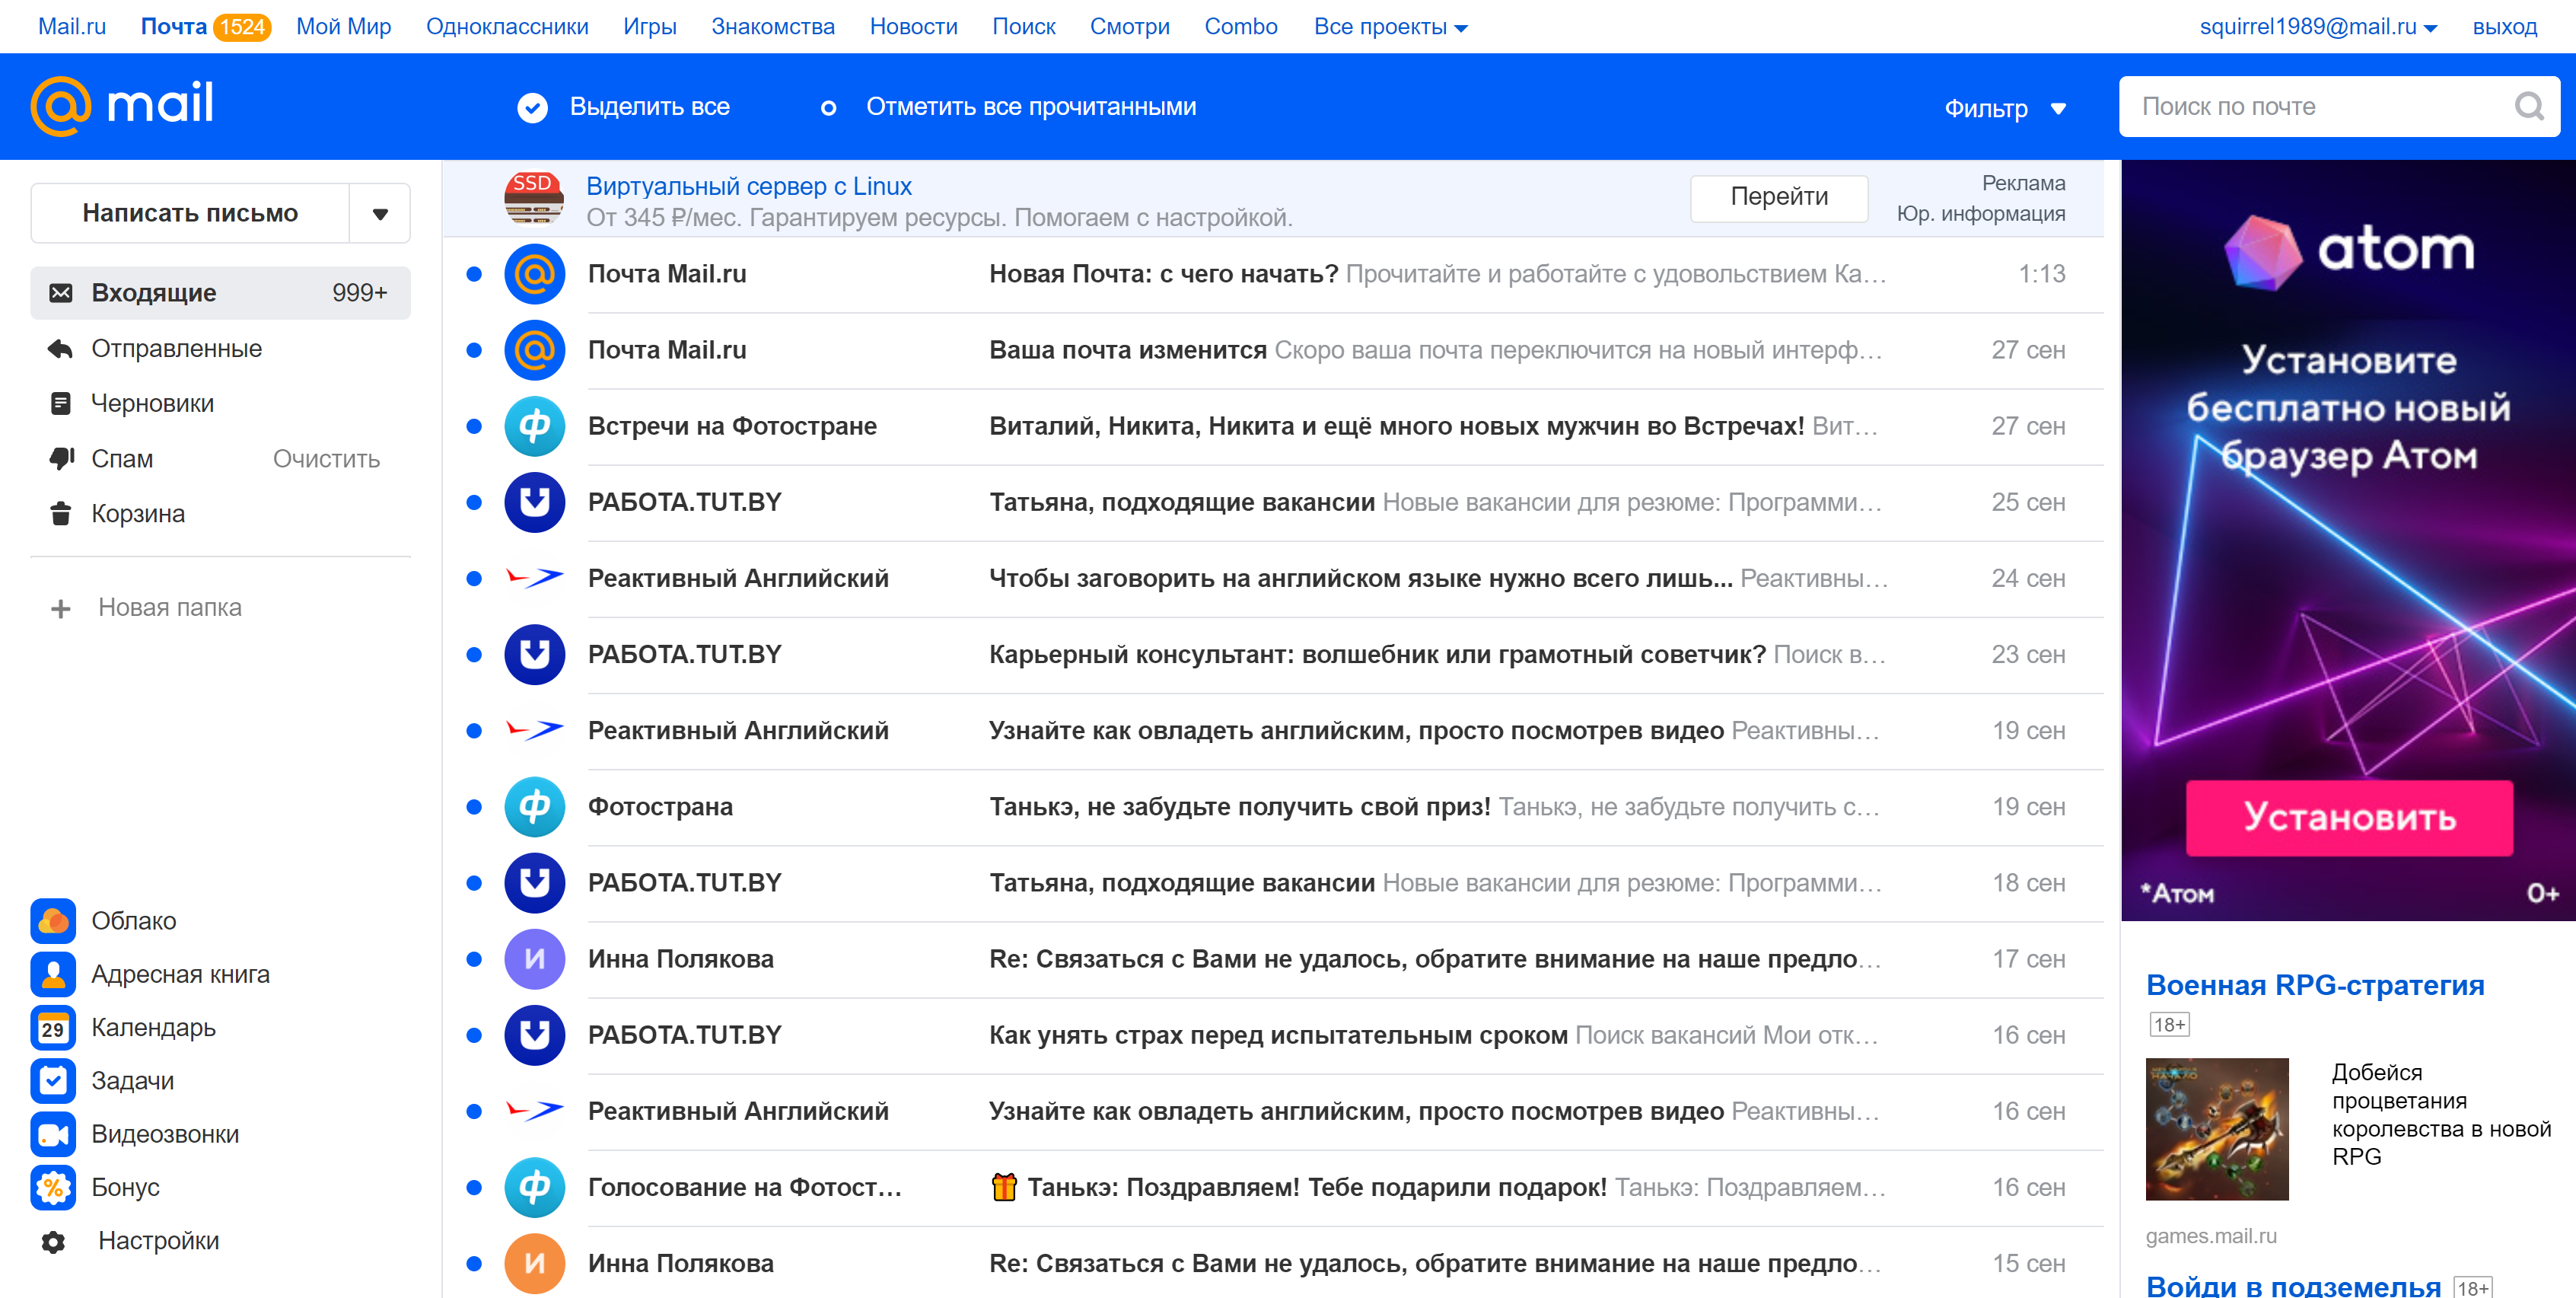 Mail.ru Почта 1524 Мой Мир Одноклассники Игры Знакомства Новости Поиск Смотри Combo Все проекты squirrel1989@mail.ru выход
mail Выделить все Отметить все прочитанными Фильтр Поиск по почте
Написать письмо
Входящие 999+
Отправленные
Черновики
Спам Очистить
Корзина
Новая папка
Облако
Адресная книга
29 Календарь
Задачи
Видеозвонки
Бонус
Настройки
SSD Виртуальный сервер с Linux Перейти Реклама
От 345 ₽/мес. Гарантируем ресурсы. Помогаем с настройкой. Юр. информация
Почта Mail.ru Новая Почта: с чего начать? Прочитайте и работайте с удовольствием Ка... 1:13
Почта Mail.ru Ваша почта изменится Скоро ваша почта переключится на новый интерф... 27 сен
Ф Встречи на Фотостране Виталий, Никита, Никита и ещё много новых мужчин во Встречах! Вит... 27 сен
РАБОТА.TUT.BY Татьяна, подходящие вакансии Новые вакансии для резюме: Программи... 25 сен
Реактивный Английский Чтобы заговорить на английском языке нужно всего лишь... Реактивны... 24 сен
РАБОТА.TUT.BY Карьерный консультант: волшебник или грамотный советчик? Поиск в... 23 сен
Реактивный Английский Узнайте как овладеть английским, просто посмотрев видео Реактивны... 19 сен
Ф Фотострана Танькэ, не забудьте получить свой приз! Танькэ, не забудьте получить с... 19 сен
РАБОТА.TUT.BY Татьяна, подходящие вакансии Новые вакансии для резюме: Программи... 18 сен
И Инна Полякова Re: Связаться с Вами не удалось, обратите внимание на наше предло... 17 сен
РАБОТА.TUT.BY Как унять страх перед испытательным сроком Поиск вакансий Мои отк... 16 сен
Реактивный Английский Узнайте как овладеть английским, просто посмотрев видео Реактивны... 16 сен
Ф Голосование на Фотост... Танькэ: Поздравляем! Тебе подарили подарок! Танькэ: Поздравляем... 16 сен
И Инна Полякова Re: Связаться с Вами не удалось, обратите внимание на наше предло... 15 сен
atom
Установите
бесплатно новый
браузер Атом
Установить
*Атом 0+
Военная RPG-стратегия
18+
Добейся
процветания
королевства в новой
RPG
games.mail.ru
Войди в подземелья 18+